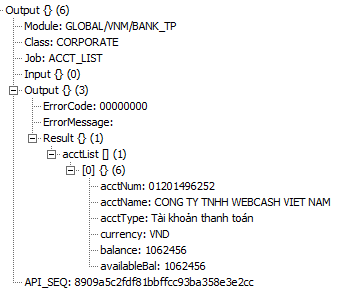 Output {} (6)
Module: GLOBAL/VNM/BANK_TP
Class: CORPORATE
Job: ACCT_LIST
Input {} (0)
Output {} (3)
ErrorCode: 00000000
ErrorMessage:
Result {} (1)
acctList [] (1)
[0] {} (6)
acctNum: 01201496252
acctName: CONG TY TNHH WEBCASH VIET NAM
acctType: Tài khoản thanh toán
currency: VND
balance: 1062456
availableBal: 1062456
API_SEQ: 8909a5c2fdf81bbffcc93ba358e3e2cc